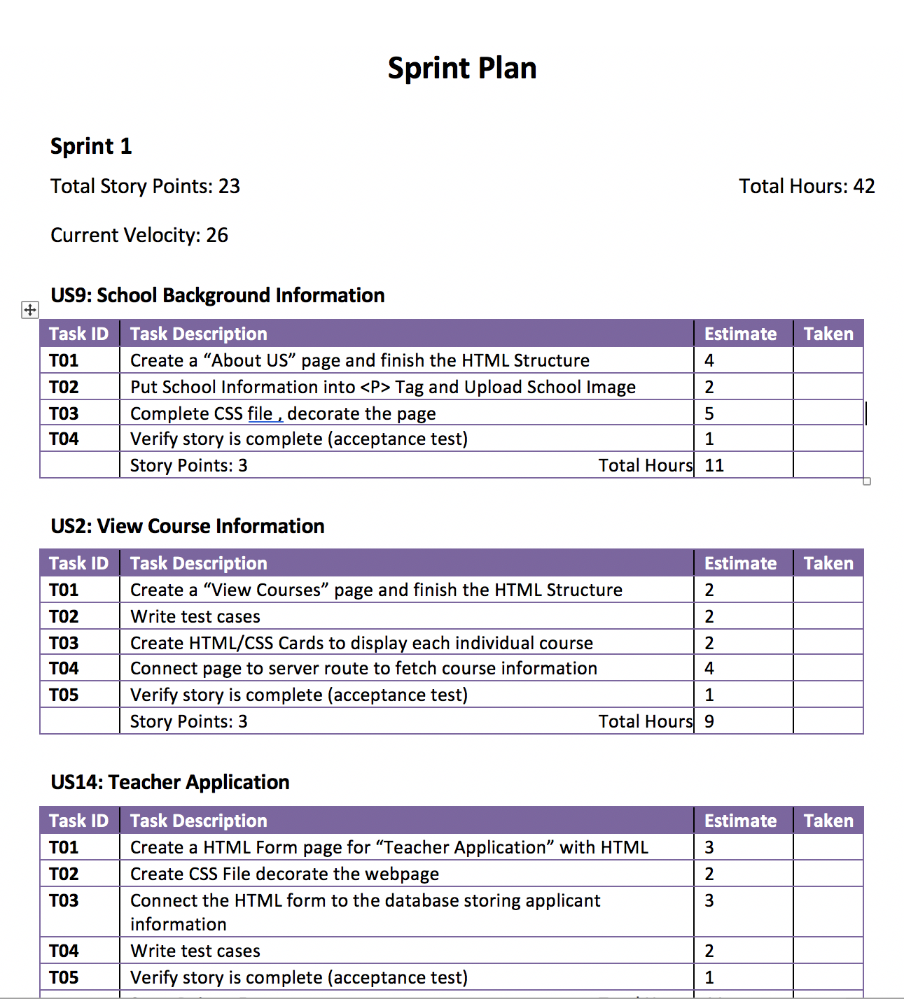 Sprint Plan
Sprint 1
Total Story Points: 23 Total Hours: 42
Current Velocity: 26
US9: School Background Information
Task ID Task Description Estimate Taken
T01 Create a “About US” page and finish the HTML Structure 4
T02 Put School Information into <P> Tag and Upload School Image 2
T03 Complete CSS file , decorate the page 5
T04 Verify story is complete (acceptance test) 1
Story Points: 3 Total Hours 11
US2: View Course Information
Task ID Task Description Estimate Taken
T01 Create a “View Courses” page and finish the HTML Structure 2
T02 Write test cases 2
T03 Create HTML/CSS Cards to display each individual course 2
T04 Connect page to server route to fetch course information 4
T05 Verify story is complete (acceptance test) 1
Story Points: 3 Total Hours 9
US14: Teacher Application
Task ID Task Description Estimate Taken
T01 Create a HTML Form page for “Teacher Application” with HTML 3
T02 Create CSS File decorate the webpage 2
T03 Connect the HTML form to the database storing applicant 3
information
T04 Write test cases 2
T05 Verify story is complete (acceptance test) 1